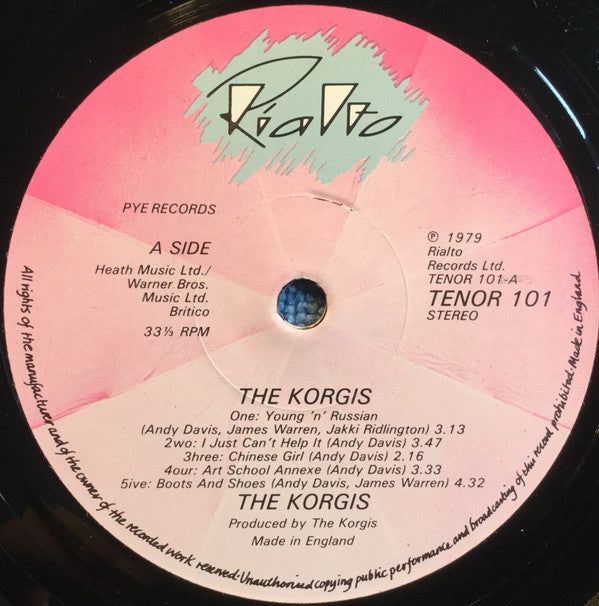 Rialto
PYE RECORDS
A SIDE
Heath Music Ltd./
Warner Bros.
Music Ltd.
Britico
33⅓ RPM
℗ 1979
Rialto
Records Ltd.
TENOR 101-A
TENOR 101
STEREO
THE KORGIS
One: Young 'n' Russian
(Andy Davis, James Warren, Jakki Ridlington) 3.13
2wo: I Just Can't Help It (Andy Davis) 3.47
3hree: Chinese Girl (Andy Davis) 2.16
4our: Art School Annexe (Andy Davis) 3.33
5ive: Boots And Shoes (Andy Davis, James Warren) 4.32
THE KORGIS
Produced by The Korgis
Made in England
All rights of the manufacturer and of the owner of the recorded work reserved. Unauthorised copying public performance and broadcasting of this record prohibited. Made in England